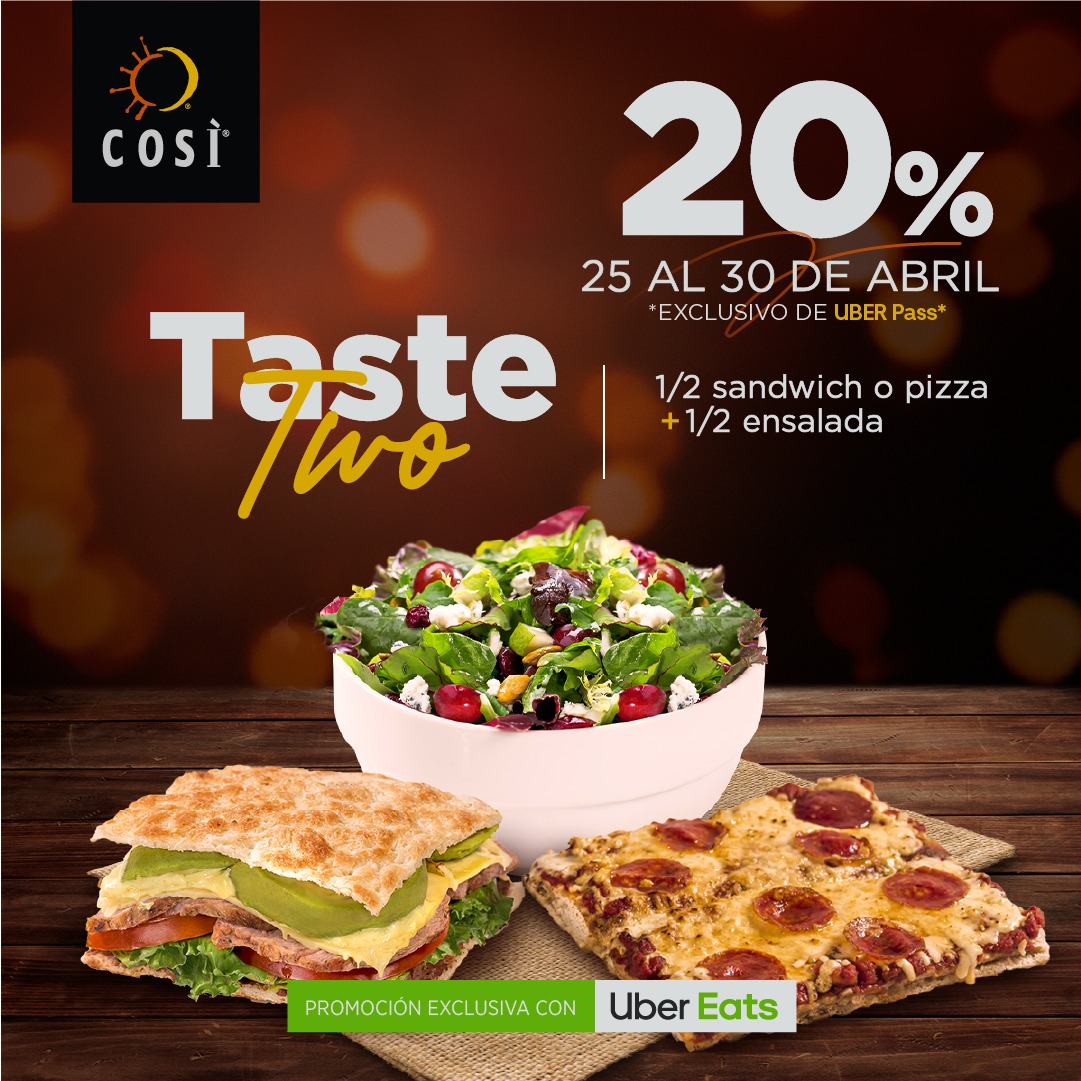 COSÌ®
20%
25 AL 30 DE ABRIL
*EXCLUSIVO DE UBER Pass*
Taste
Two
1/2 sandwich o pizza
+1/2 ensalada
PROMOCIÓN EXCLUSIVA CON Uber Eats